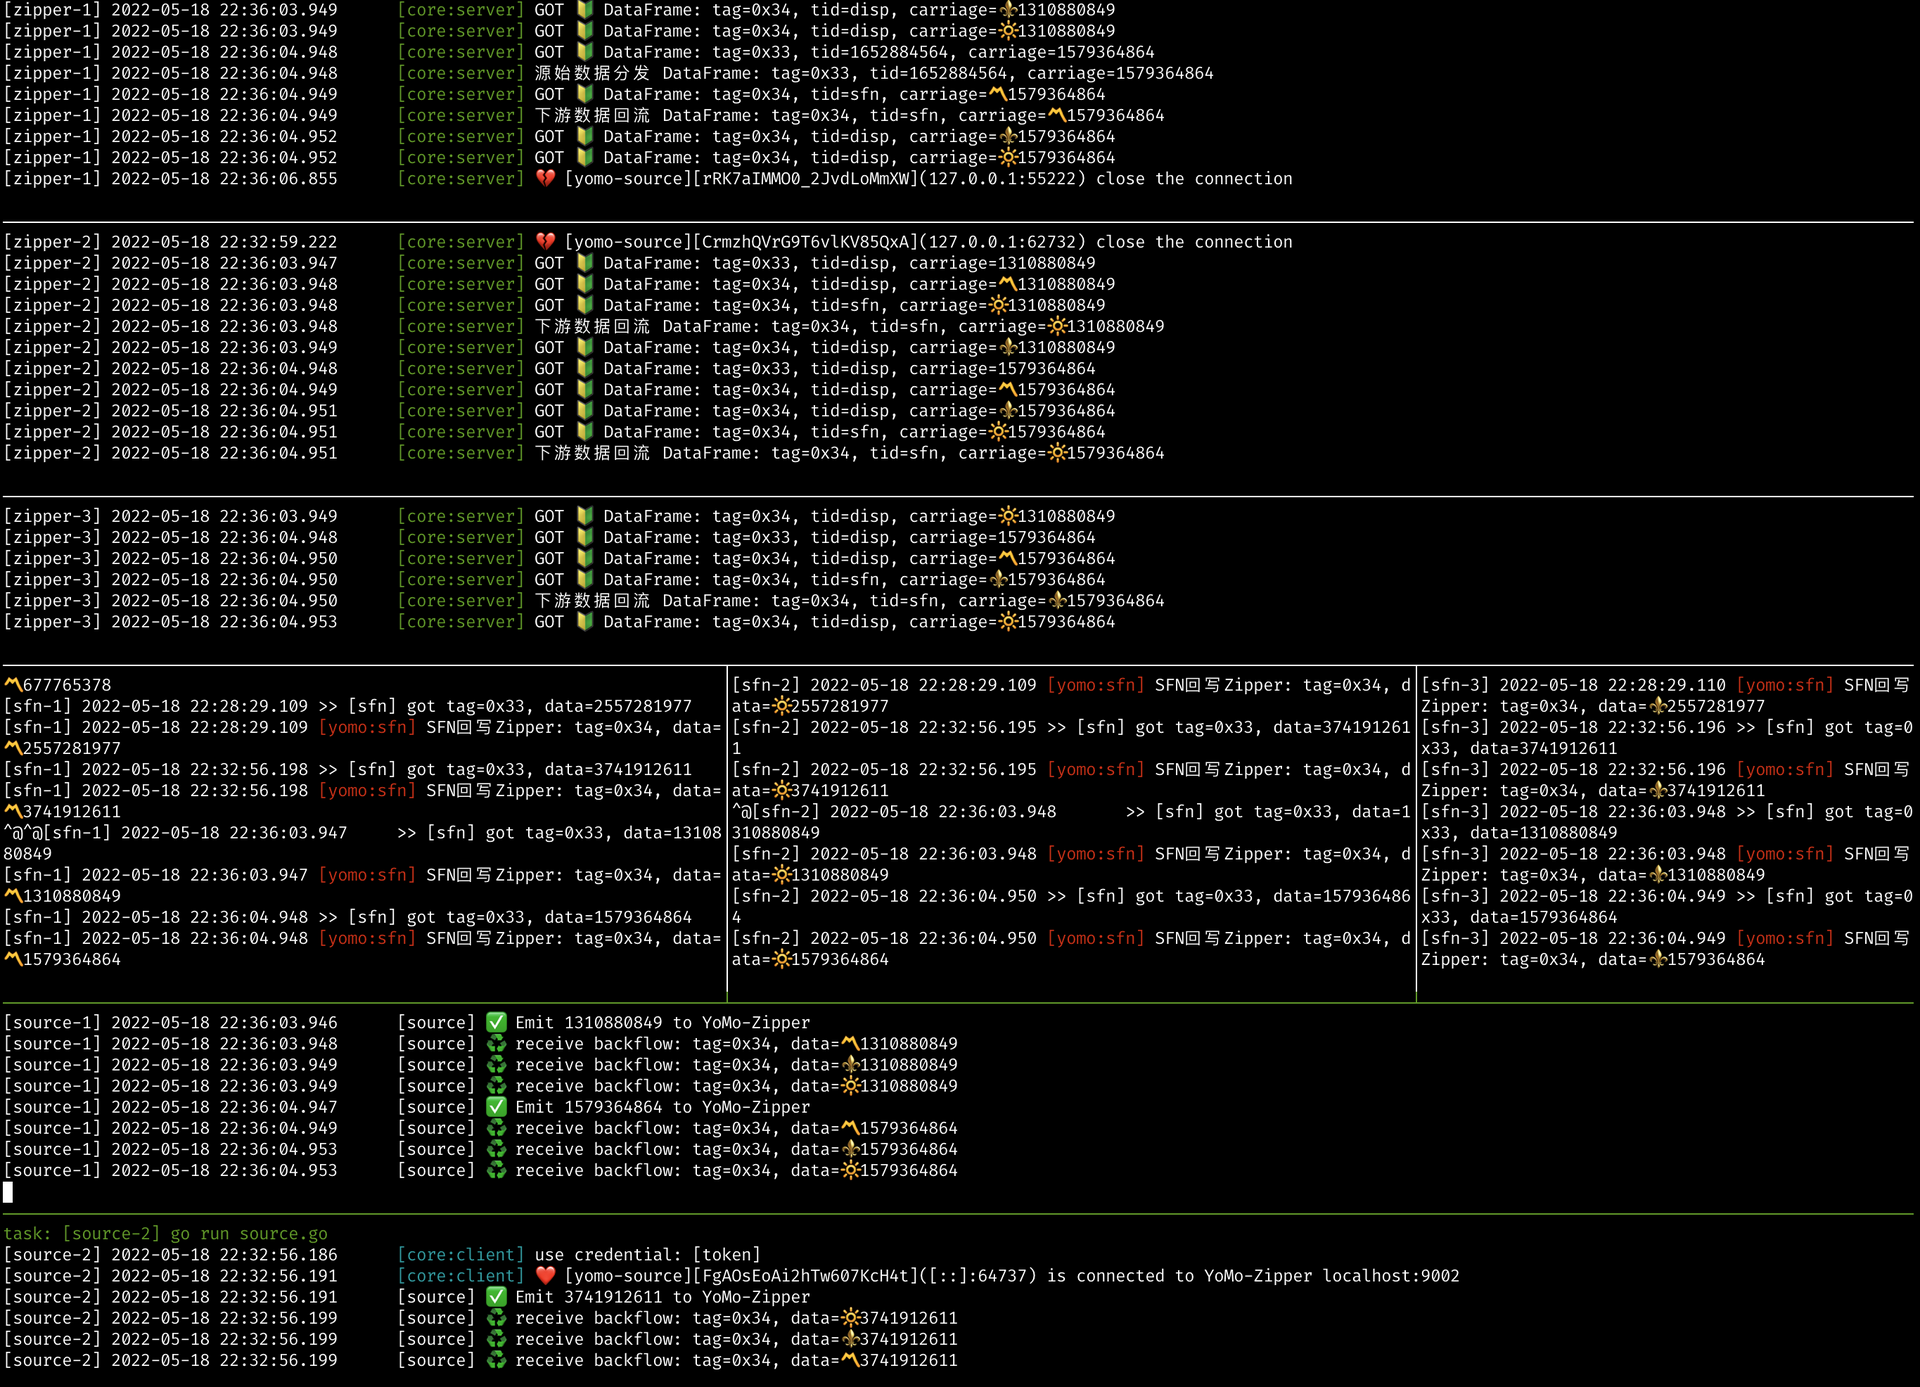 [zipper-1] 2022-05-18 22:36:03.949 [core:server] GOT 🔰 DataFrame: tag=0x34, tid=disp, carriage=⚜️1310880849
[zipper-1] 2022-05-18 22:36:03.949 [core:server] GOT 🔰 DataFrame: tag=0x34, tid=disp, carriage=🔆1310880849
[zipper-1] 2022-05-18 22:36:04.948 [core:server] GOT 🔰 DataFrame: tag=0x33, tid=1652884564, carriage=1579364864
[zipper-1] 2022-05-18 22:36:04.948 [core:server] 源始数据分发 DataFrame: tag=0x33, tid=1652884564, carriage=1579364864
[zipper-1] 2022-05-18 22:36:04.949 [core:server] GOT 🔰 DataFrame: tag=0x34, tid=sfn, carriage=〽️1579364864
[zipper-1] 2022-05-18 22:36:04.949 [core:server] 下游数据回流 DataFrame: tag=0x34, tid=sfn, carriage=〽️1579364864
[zipper-1] 2022-05-18 22:36:04.952 [core:server] GOT 🔰 DataFrame: tag=0x34, tid=disp, carriage=⚜️1579364864
[zipper-1] 2022-05-18 22:36:04.952 [core:server] GOT 🔰 DataFrame: tag=0x34, tid=disp, carriage=🔆1579364864
[zipper-1] 2022-05-18 22:36:06.855 [core:server] 💔 [yomo-source][rRK7aIMMO0_2JvdLoMmXW](127.0.0.1:55222) close the connection
[zipper-2] 2022-05-18 22:32:59.222 [core:server] 💔 [yomo-source][CrmzhQVrG9T6vlKV85QxA](127.0.0.1:62732) close the connection
[zipper-2] 2022-05-18 22:36:03.947 [core:server] GOT 🔰 DataFrame: tag=0x33, tid=disp, carriage=1310880849
[zipper-2] 2022-05-18 22:36:03.948 [core:server] GOT 🔰 DataFrame: tag=0x34, tid=disp, carriage=〽️1310880849
[zipper-2] 2022-05-18 22:36:03.948 [core:server] GOT 🔰 DataFrame: tag=0x34, tid=sfn, carriage=🔆1310880849
[zipper-2] 2022-05-18 22:36:03.948 [core:server] 下游数据回流 DataFrame: tag=0x34, tid=sfn, carriage=🔆1310880849
[zipper-2] 2022-05-18 22:36:03.949 [core:server] GOT 🔰 DataFrame: tag=0x34, tid=disp, carriage=⚜️1310880849
[zipper-2] 2022-05-18 22:36:04.948 [core:server] GOT 🔰 DataFrame: tag=0x33, tid=disp, carriage=1579364864
[zipper-2] 2022-05-18 22:36:04.949 [core:server] GOT 🔰 DataFrame: tag=0x34, tid=disp, carriage=〽️1579364864
[zipper-2] 2022-05-18 22:36:04.951 [core:server] GOT 🔰 DataFrame: tag=0x34, tid=disp, carriage=⚜️1579364864
[zipper-2] 2022-05-18 22:36:04.951 [core:server] GOT 🔰 DataFrame: tag=0x34, tid=sfn, carriage=🔆1579364864
[zipper-2] 2022-05-18 22:36:04.951 [core:server] 下游数据回流 DataFrame: tag=0x34, tid=sfn, carriage=🔆1579364864
[zipper-3] 2022-05-18 22:36:03.949 [core:server] GOT 🔰 DataFrame: tag=0x34, tid=disp, carriage=🔆1310880849
[zipper-3] 2022-05-18 22:36:04.948 [core:server] GOT 🔰 DataFrame: tag=0x33, tid=disp, carriage=1579364864
[zipper-3] 2022-05-18 22:36:04.950 [core:server] GOT 🔰 DataFrame: tag=0x34, tid=disp, carriage=〽️1579364864
[zipper-3] 2022-05-18 22:36:04.950 [core:server] GOT 🔰 DataFrame: tag=0x34, tid=sfn, carriage=⚜️1579364864
[zipper-3] 2022-05-18 22:36:04.950 [core:server] 下游数据回流 DataFrame: tag=0x34, tid=sfn, carriage=⚜️1579364864
[zipper-3] 2022-05-18 22:36:04.953 [core:server] GOT 🔰 DataFrame: tag=0x34, tid=disp, carriage=🔆1579364864
〽️677765378
[sfn-1] 2022-05-18 22:28:29.109 >> [sfn] got tag=0x33, data=2557281977
[sfn-1] 2022-05-18 22:28:29.109 [yomo:sfn] SFN回写Zipper: tag=0x34, data=
〽️2557281977
[sfn-1] 2022-05-18 22:32:56.198 >> [sfn] got tag=0x33, data=3741912611
[sfn-1] 2022-05-18 22:32:56.198 [yomo:sfn] SFN回写Zipper: tag=0x34, data=
〽️3741912611
^@^@[sfn-1] 2022-05-18 22:36:03.947 >> [sfn] got tag=0x33, data=13108
80849
[sfn-1] 2022-05-18 22:36:03.947 [yomo:sfn] SFN回写Zipper: tag=0x34, data=
〽️1310880849
[sfn-1] 2022-05-18 22:36:04.948 >> [sfn] got tag=0x33, data=1579364864
[sfn-1] 2022-05-18 22:36:04.948 [yomo:sfn] SFN回写Zipper: tag=0x34, data=
〽️1579364864
[sfn-2] 2022-05-18 22:28:29.109 [yomo:sfn] SFN回写Zipper: tag=0x34, d
ata=🔆2557281977
[sfn-2] 2022-05-18 22:32:56.195 >> [sfn] got tag=0x33, data=374191261
1
[sfn-2] 2022-05-18 22:32:56.195 [yomo:sfn] SFN回写Zipper: tag=0x34, d
ata=🔆3741912611
^@[sfn-2] 2022-05-18 22:36:03.948 >> [sfn] got tag=0x33, data=1
310880849
[sfn-2] 2022-05-18 22:36:03.948 [yomo:sfn] SFN回写Zipper: tag=0x34, d
ata=🔆1310880849
[sfn-2] 2022-05-18 22:36:04.950 >> [sfn] got tag=0x33, data=157936486
4
[sfn-2] 2022-05-18 22:36:04.950 [yomo:sfn] SFN回写Zipper: tag=0x34, d
ata=🔆1579364864
[sfn-3] 2022-05-18 22:28:29.110 [yomo:sfn] SFN回写
Zipper: tag=0x34, data=⚜️2557281977
[sfn-3] 2022-05-18 22:32:56.196 >> [sfn] got tag=0
x33, data=3741912611
[sfn-3] 2022-05-18 22:32:56.196 [yomo:sfn] SFN回写
Zipper: tag=0x34, data=⚜️3741912611
[sfn-3] 2022-05-18 22:36:03.948 >> [sfn] got tag=0
x33, data=1310880849
[sfn-3] 2022-05-18 22:36:03.948 [yomo:sfn] SFN回写
Zipper: tag=0x34, data=⚜️1310880849
[sfn-3] 2022-05-18 22:36:04.949 >> [sfn] got tag=0
x33, data=1579364864
[sfn-3] 2022-05-18 22:36:04.949 [yomo:sfn] SFN回写
Zipper: tag=0x34, data=⚜️1579364864
[source-1] 2022-05-18 22:36:03.946 [source] ✅ Emit 1310880849 to YoMo-Zipper
[source-1] 2022-05-18 22:36:03.948 [source] ♻️ receive backflow: tag=0x34, data=〽️1310880849
[source-1] 2022-05-18 22:36:03.949 [source] ♻️ receive backflow: tag=0x34, data=⚜️1310880849
[source-1] 2022-05-18 22:36:03.949 [source] ♻️ receive backflow: tag=0x34, data=🔆1310880849
[source-1] 2022-05-18 22:36:04.947 [source] ✅ Emit 1579364864 to YoMo-Zipper
[source-1] 2022-05-18 22:36:04.949 [source] ♻️ receive backflow: tag=0x34, data=〽️1579364864
[source-1] 2022-05-18 22:36:04.953 [source] ♻️ receive backflow: tag=0x34, data=⚜️1579364864
[source-1] 2022-05-18 22:36:04.953 [source] ♻️ receive backflow: tag=0x34, data=🔆1579364864
task: [source-2] go run source.go
[source-2] 2022-05-18 22:32:56.186 [core:client] use credential: [token]
[source-2] 2022-05-18 22:32:56.191 [core:client] ❤️ [yomo-source][FgAOsEoAi2hTw607KcH4t]([::]:64737) is connected to YoMo-Zipper localhost:9002
[source-2] 2022-05-18 22:32:56.191 [source] ✅ Emit 3741912611 to YoMo-Zipper
[source-2] 2022-05-18 22:32:56.199 [source] ♻️ receive backflow: tag=0x34, data=🔆3741912611
[source-2] 2022-05-18 22:32:56.199 [source] ♻️ receive backflow: tag=0x34, data=⚜️3741912611
[source-2] 2022-05-18 22:32:56.199 [source] ♻️ receive backflow: tag=0x34, data=〽️3741912611